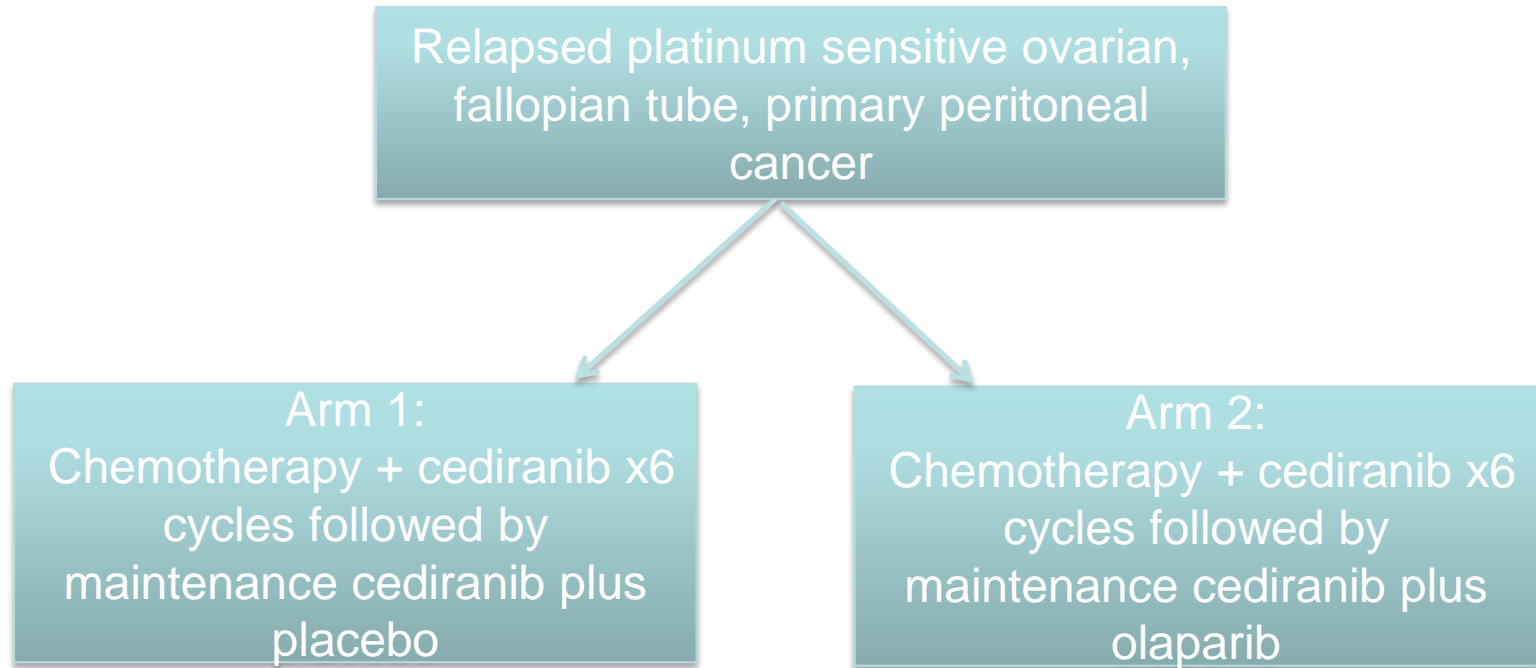 Relapsed platinum sensitive ovarian,
fallopian tube, primary peritoneal
cancer
Arm 1:
Chemotherapy + cediranib x6
cycles followed by
maintenance cediranib plus
placebo
Arm 2:
Chemotherapy + cediranib x6
cycles followed by
maintenance cediranib plus
olaparib